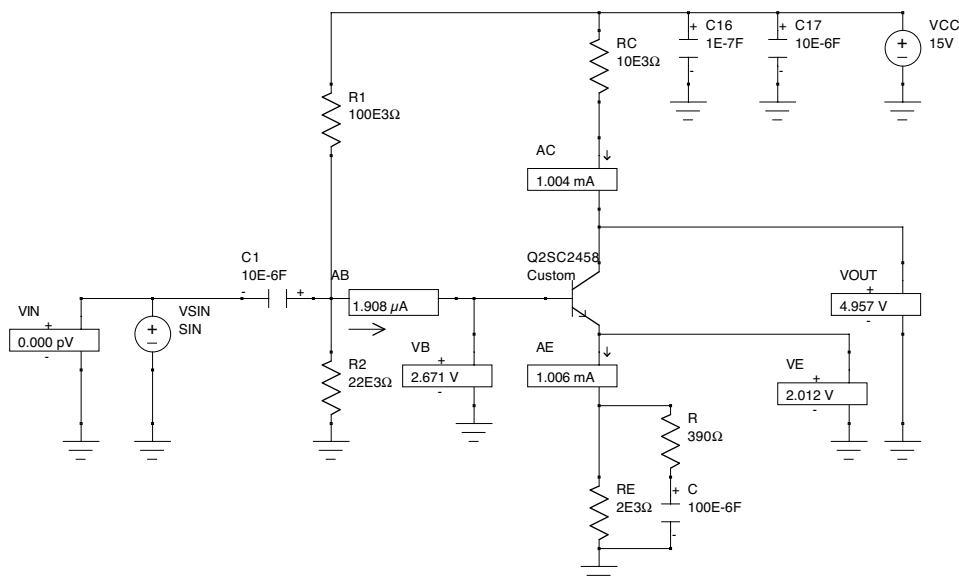 + C16
1E-7F
-
+ C17
10E-6F
-
VCC
15V
+
-
RC
10E3Ω
R1
100E3Ω
AC
↓
1.004 mA
C1
10E-6F
-
+
AB
1.908 µA
Q2SC2458
Custom
VOUT
+
4.957 V
-
VIN
+
0.000 pV
-
VSIN
SIN
+
-
R2
22E3Ω
VB
+
2.671 V
-
AE
↓
1.006 mA
VE
+
2.012 V
-
R
390Ω
RE
2E3Ω
+ C
100E-6F
-